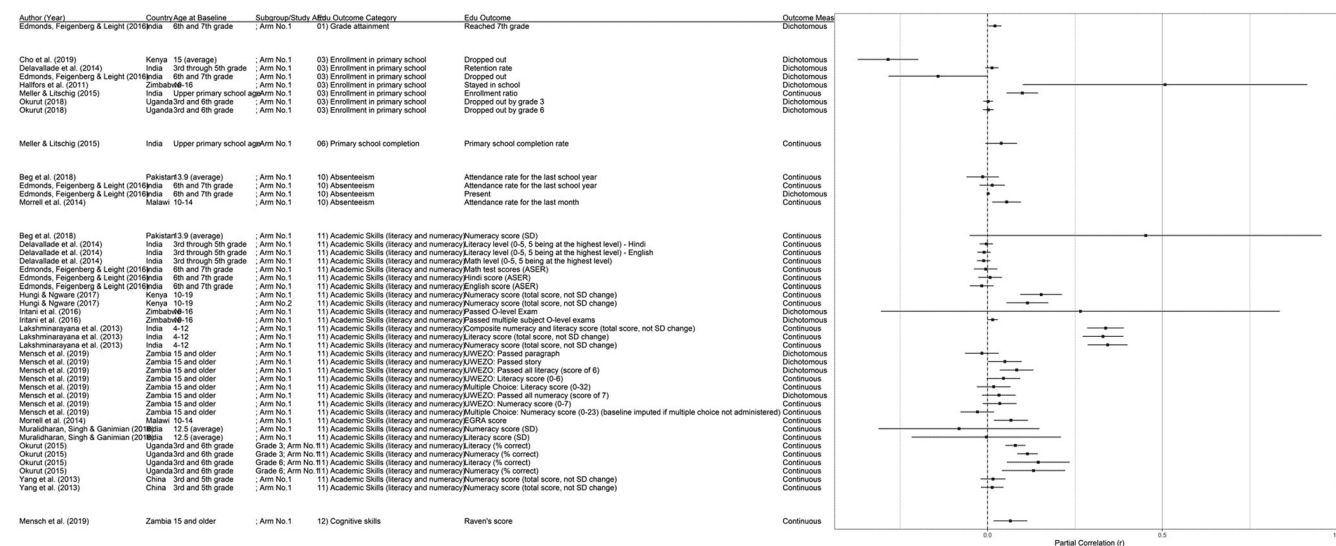 Author (Year) Country Age at Baseline Subgroup/Study Arm Edu Outcome Category Edu Outcome Outcome Meas
Edmonds, Feigenberg & Leight (2016) India 6th and 7th grade ; Arm No.1 01) Grade attainment Reached 7th grade Dichotomous
Cho et al. (2019) Kenya 15 (average) ; Arm No.1 03) Enrollment in primary school Dropped out Dichotomous
Delavallade et al. (2014) India 3rd through 5th grade ; Arm No.1 03) Enrollment in primary school Retention rate Dichotomous
Edmonds, Feigenberg & Leight (2016) India 6th and 7th grade ; Arm No.1 03) Enrollment in primary school Dropped out Dichotomous
Hallfors et al. (2011) Zimbabwe 10-16 ; Arm No.1 03) Enrollment in primary school Stayed in school Dichotomous
Meller & Litschig (2015) India Upper primary school age ; Arm No.1 03) Enrollment in primary school Enrollment ratio Continuous
Okurut (2018) Uganda 3rd and 6th grade ; Arm No.1 03) Enrollment in primary school Dropped out by grade 3 Dichotomous
Okurut (2018) Uganda 3rd and 6th grade ; Arm No.1 03) Enrollment in primary school Dropped out by grade 6 Dichotomous
Meller & Litschig (2015) India Upper primary school age ; Arm No.1 06) Primary school completion Primary school completion rate Continuous
Beg et al. (2018) Pakistan 13.9 (average) ; Arm No.1 10) Absenteeism Attendance rate for the last school year Continuous
Edmonds, Feigenberg & Leight (2016) India 6th and 7th grade ; Arm No.1 10) Absenteeism Attendance rate for the last school year Continuous
Edmonds, Feigenberg & Leight (2016) India 6th and 7th grade ; Arm No.1 10) Absenteeism Present Dichotomous
Morrell et al. (2014) Malawi 10-14 ; Arm No.1 10) Absenteeism Attendance rate for the last month Continuous
Beg et al. (2018) Pakistan 13.9 (average) ; Arm No.1 11) Academic Skills (literacy and numeracy) Numeracy score (SD) Continuous
Delavallade et al. (2014) India 3rd through 5th grade ; Arm No.1 11) Academic Skills (literacy and numeracy) Literacy level (0-5, 5 being at the highest level) - Hindi Continuous
Delavallade et al. (2014) India 3rd through 5th grade ; Arm No.1 11) Academic Skills (literacy and numeracy) Literacy level (0-5, 5 being at the highest level) - English Continuous
Delavallade et al. (2014) India 3rd through 5th grade ; Arm No.1 11) Academic Skills (literacy and numeracy) Math level (0-5, 5 being at the highest level) Continuous
Edmonds, Feigenberg & Leight (2016) India 6th and 7th grade ; Arm No.1 11) Academic Skills (literacy and numeracy) Math test scores (ASER) Continuous
Edmonds, Feigenberg & Leight (2016) India 6th and 7th grade ; Arm No.1 11) Academic Skills (literacy and numeracy) Hindi score (ASER) Continuous
Edmonds, Feigenberg & Leight (2016) India 6th and 7th grade ; Arm No.1 11) Academic Skills (literacy and numeracy) English score (ASER) Continuous
Hungi & Ngware (2017) Kenya 10-19 ; Arm No.1 11) Academic Skills (literacy and numeracy) Numeracy score (total score, not SD change) Continuous
Hungi & Ngware (2017) Kenya 10-19 ; Arm No.2 11) Academic Skills (literacy and numeracy) Numeracy score (total score, not SD change) Continuous
Iritani et al. (2016) Zimbabwe 10-16 ; Arm No.1 11) Academic Skills (literacy and numeracy) Passed O-level Exam Dichotomous
Iritani et al. (2016) Zimbabwe 10-16 ; Arm No.1 11) Academic Skills (literacy and numeracy) Passed multiple subject O-level exams Dichotomous
Lakshminarayana et al. (2013) India 4-12 ; Arm No.1 11) Academic Skills (literacy and numeracy) Composite numeracy and literacy score (total score, not SD change) Continuous
Lakshminarayana et al. (2013) India 4-12 ; Arm No.1 11) Academic Skills (literacy and numeracy) Literacy score (total score, not SD change) Continuous
Lakshminarayana et al. (2013) India 4-12 ; Arm No.1 11) Academic Skills (literacy and numeracy) Numeracy score (total score, not SD change) Continuous
Mensch et al. (2019) Zambia 15 and older ; Arm No.1 11) Academic Skills (literacy and numeracy) UWEZO: Passed paragraph Dichotomous
Mensch et al. (2019) Zambia 15 and older ; Arm No.1 11) Academic Skills (literacy and numeracy) UWEZO: Passed story Dichotomous
Mensch et al. (2019) Zambia 15 and older ; Arm No.1 11) Academic Skills (literacy and numeracy) UWEZO: Passed all literacy (score of 6) Dichotomous
Mensch et al. (2019) Zambia 15 and older ; Arm No.1 11) Academic Skills (literacy and numeracy) UWEZO: Literacy score (0-6) Continuous
Mensch et al. (2019) Zambia 15 and older ; Arm No.1 11) Academic Skills (literacy and numeracy) Multiple Choice: Literacy score (0-32) Continuous
Mensch et al. (2019) Zambia 15 and older ; Arm No.1 11) Academic Skills (literacy and numeracy) UWEZO: Passed all numeracy (score of 7) Dichotomous
Mensch et al. (2019) Zambia 15 and older ; Arm No.1 11) Academic Skills (literacy and numeracy) UWEZO: Numeracy score (0-7) Continuous
Mensch et al. (2019) Zambia 15 and older ; Arm No.1 11) Academic Skills (literacy and numeracy) Multiple Choice: Numeracy score (0-23) (baseline imputed if multiple choice not administered) Continuous
Morrell et al. (2014) Malawi 10-14 ; Arm No.1 11) Academic Skills (literacy and numeracy) EGRA score Continuous
Muralidharan, Singh & Ganimian (2018) India 12.5 (average) ; Arm No.1 11) Academic Skills (literacy and numeracy) Numeracy score (SD) Continuous
Muralidharan, Singh & Ganimian (2018) India 12.5 (average) ; Arm No.1 11) Academic Skills (literacy and numeracy) Literacy score (SD) Continuous
Okurut (2015) Uganda 3rd and 6th grade Grade 3; Arm No.1 11) Academic Skills (literacy and numeracy) Literacy (% correct) Continuous
Okurut (2015) Uganda 3rd and 6th grade Grade 3; Arm No.1 11) Academic Skills (literacy and numeracy) Numeracy (% correct) Continuous
Okurut (2015) Uganda 3rd and 6th grade Grade 6; Arm No.1 11) Academic Skills (literacy and numeracy) Literacy (% correct) Continuous
Okurut (2015) Uganda 3rd and 6th grade Grade 6; Arm No.1 11) Academic Skills (literacy and numeracy) Numeracy (% correct) Continuous
Yang et al. (2013) China 3rd and 5th grade ; Arm No.1 11) Academic Skills (literacy and numeracy) Numeracy score (total score, not SD change) Continuous
Yang et al. (2013) China 3rd and 5th grade ; Arm No.1 11) Academic Skills (literacy and numeracy) Numeracy score (total score, not SD change) Continuous
Mensch et al. (2019) Zambia 15 and older ; Arm No.1 12) Cognitive skills Raven's score Continuous
0.0 0.5
Partial Correlation (r)